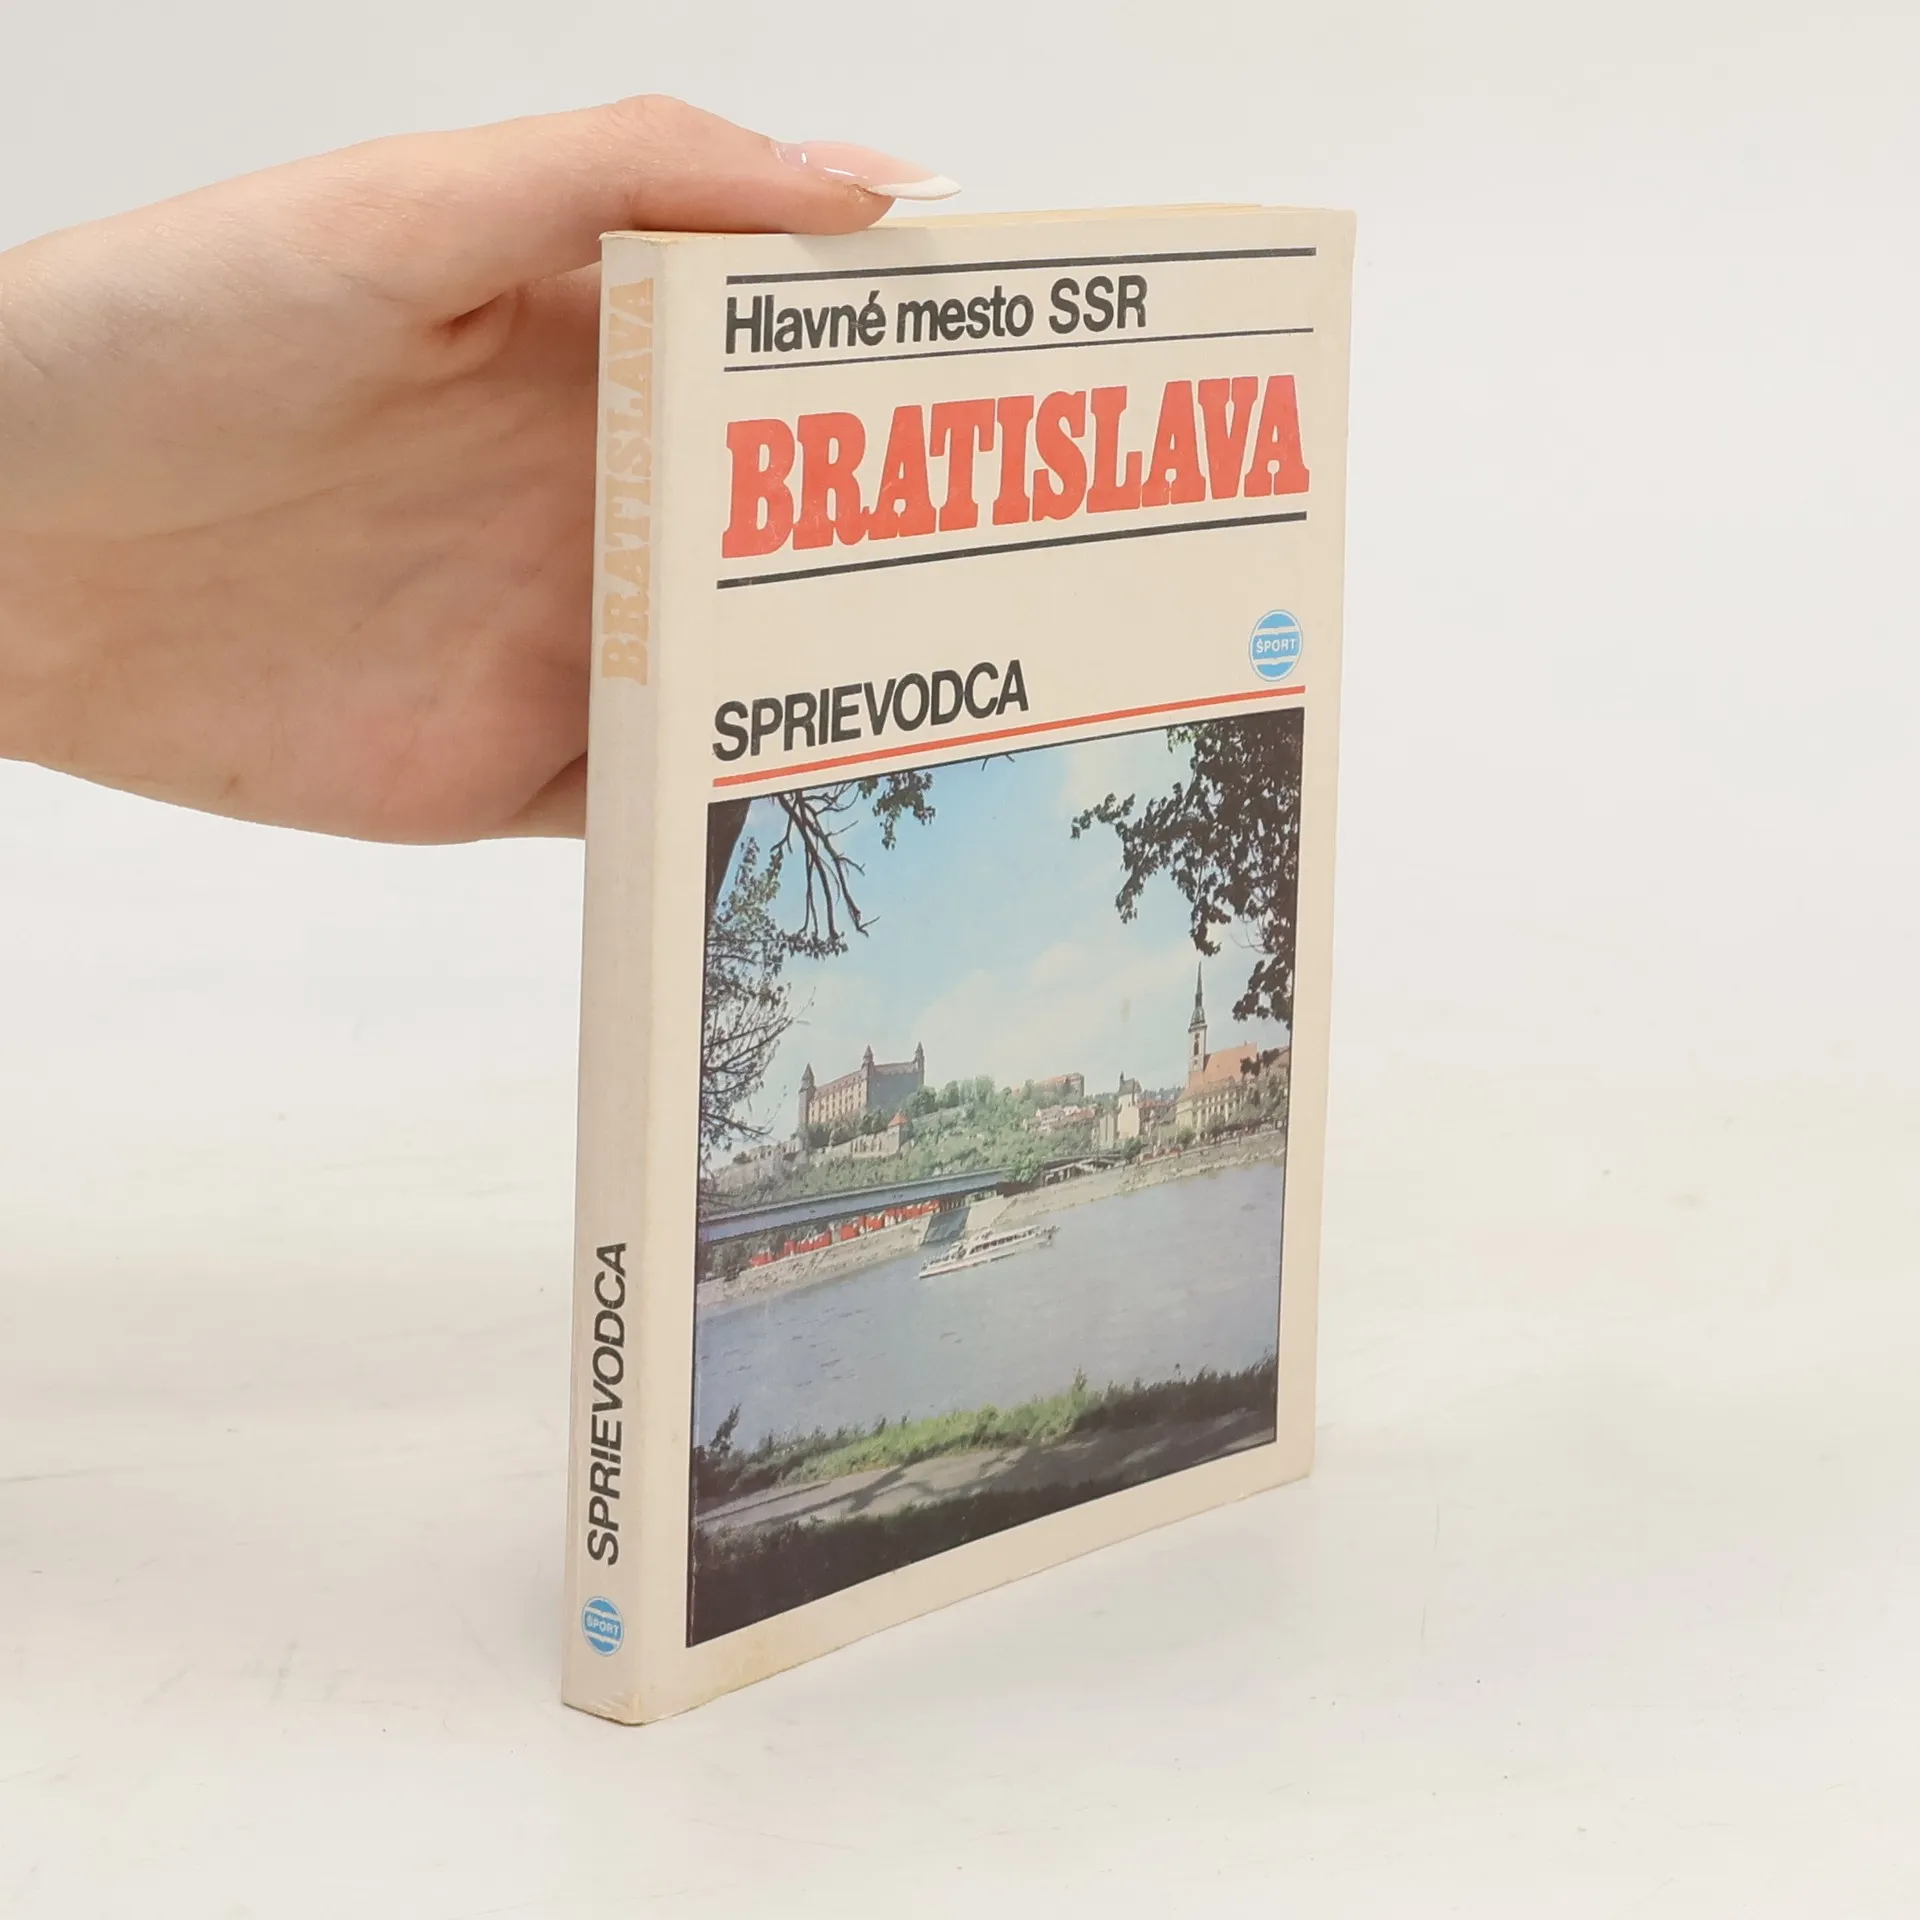 Hlavné mesto SSR
BRATISLAVA
ŠPORT
SPRIEVODCA
BRATISLAVA
SPRIEVODCA
ŠPORT